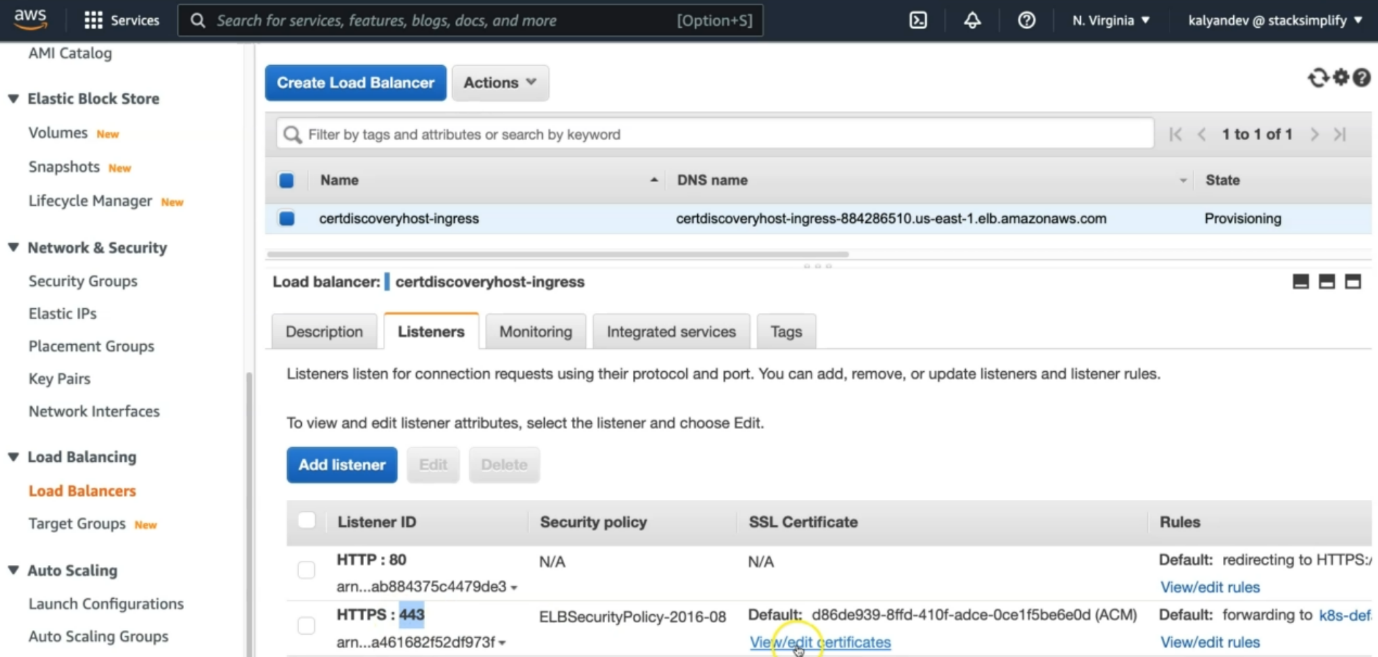 aws Services Search for services, features, blogs, docs, and more [Option+S] N. Virginia ▼ kalyandev @ stacksimplify ▼
AMI Catalog
Elastic Block Store
Volumes New
Snapshots New
Lifecycle Manager New
Network & Security
Security Groups
Elastic IPs
Placement Groups
Key Pairs
Network Interfaces
Load Balancing
Load Balancers
Target Groups New
Auto Scaling
Launch Configurations
Auto Scaling Groups
Create Load Balancer Actions
Filter by tags and attributes or search by keyword 1 to 1 of 1
Name DNS name State
certdiscoveryhost-ingress certdiscoveryhost-ingress-884286510.us-east-1.elb.amazonaws.com Provisioning
Load balancer: certdiscoveryhost-ingress
Description Listeners Monitoring Integrated services Tags
Listeners listen for connection requests using their protocol and port. You can add, remove, or update listeners and listener rules.
To view and edit listener attributes, select the listener and choose Edit.
Add listener Edit Delete
Listener ID Security policy SSL Certificate Rules
HTTP : 80 N/A N/A Default: redirecting to HTTPS:/
arn...ab884375c4479de3 View/edit rules
HTTPS : 443 ELBSecurityPolicy-2016-08 Default: d86de939-8ffd-410f-adce-0ce1f5be6e0d (ACM) Default: forwarding to k8s-def
arn...a461682f52df973f View/edit certificates View/edit rules